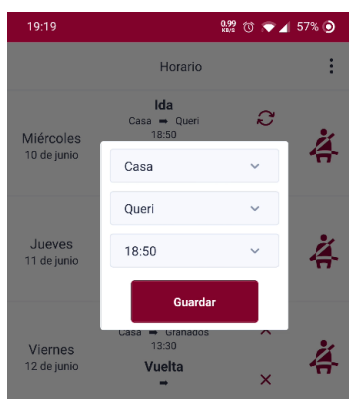 19:19
0.99
KB/S
57%
Horario
Ida
Casa ➡ Queri
18:50
Miércoles
10 de junio
Casa
Queri
18:50
Guardar
Jueves
11 de junio
Casa ➡ Granados
13:30
Viernes
12 de junio
Vuelta
➡